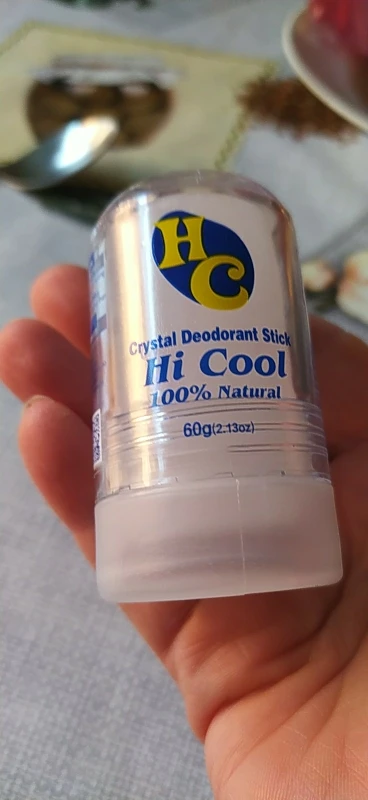 HC
Crystal Deodorant Stick
Hi Cool
100% Natural
60g(2.13oz)